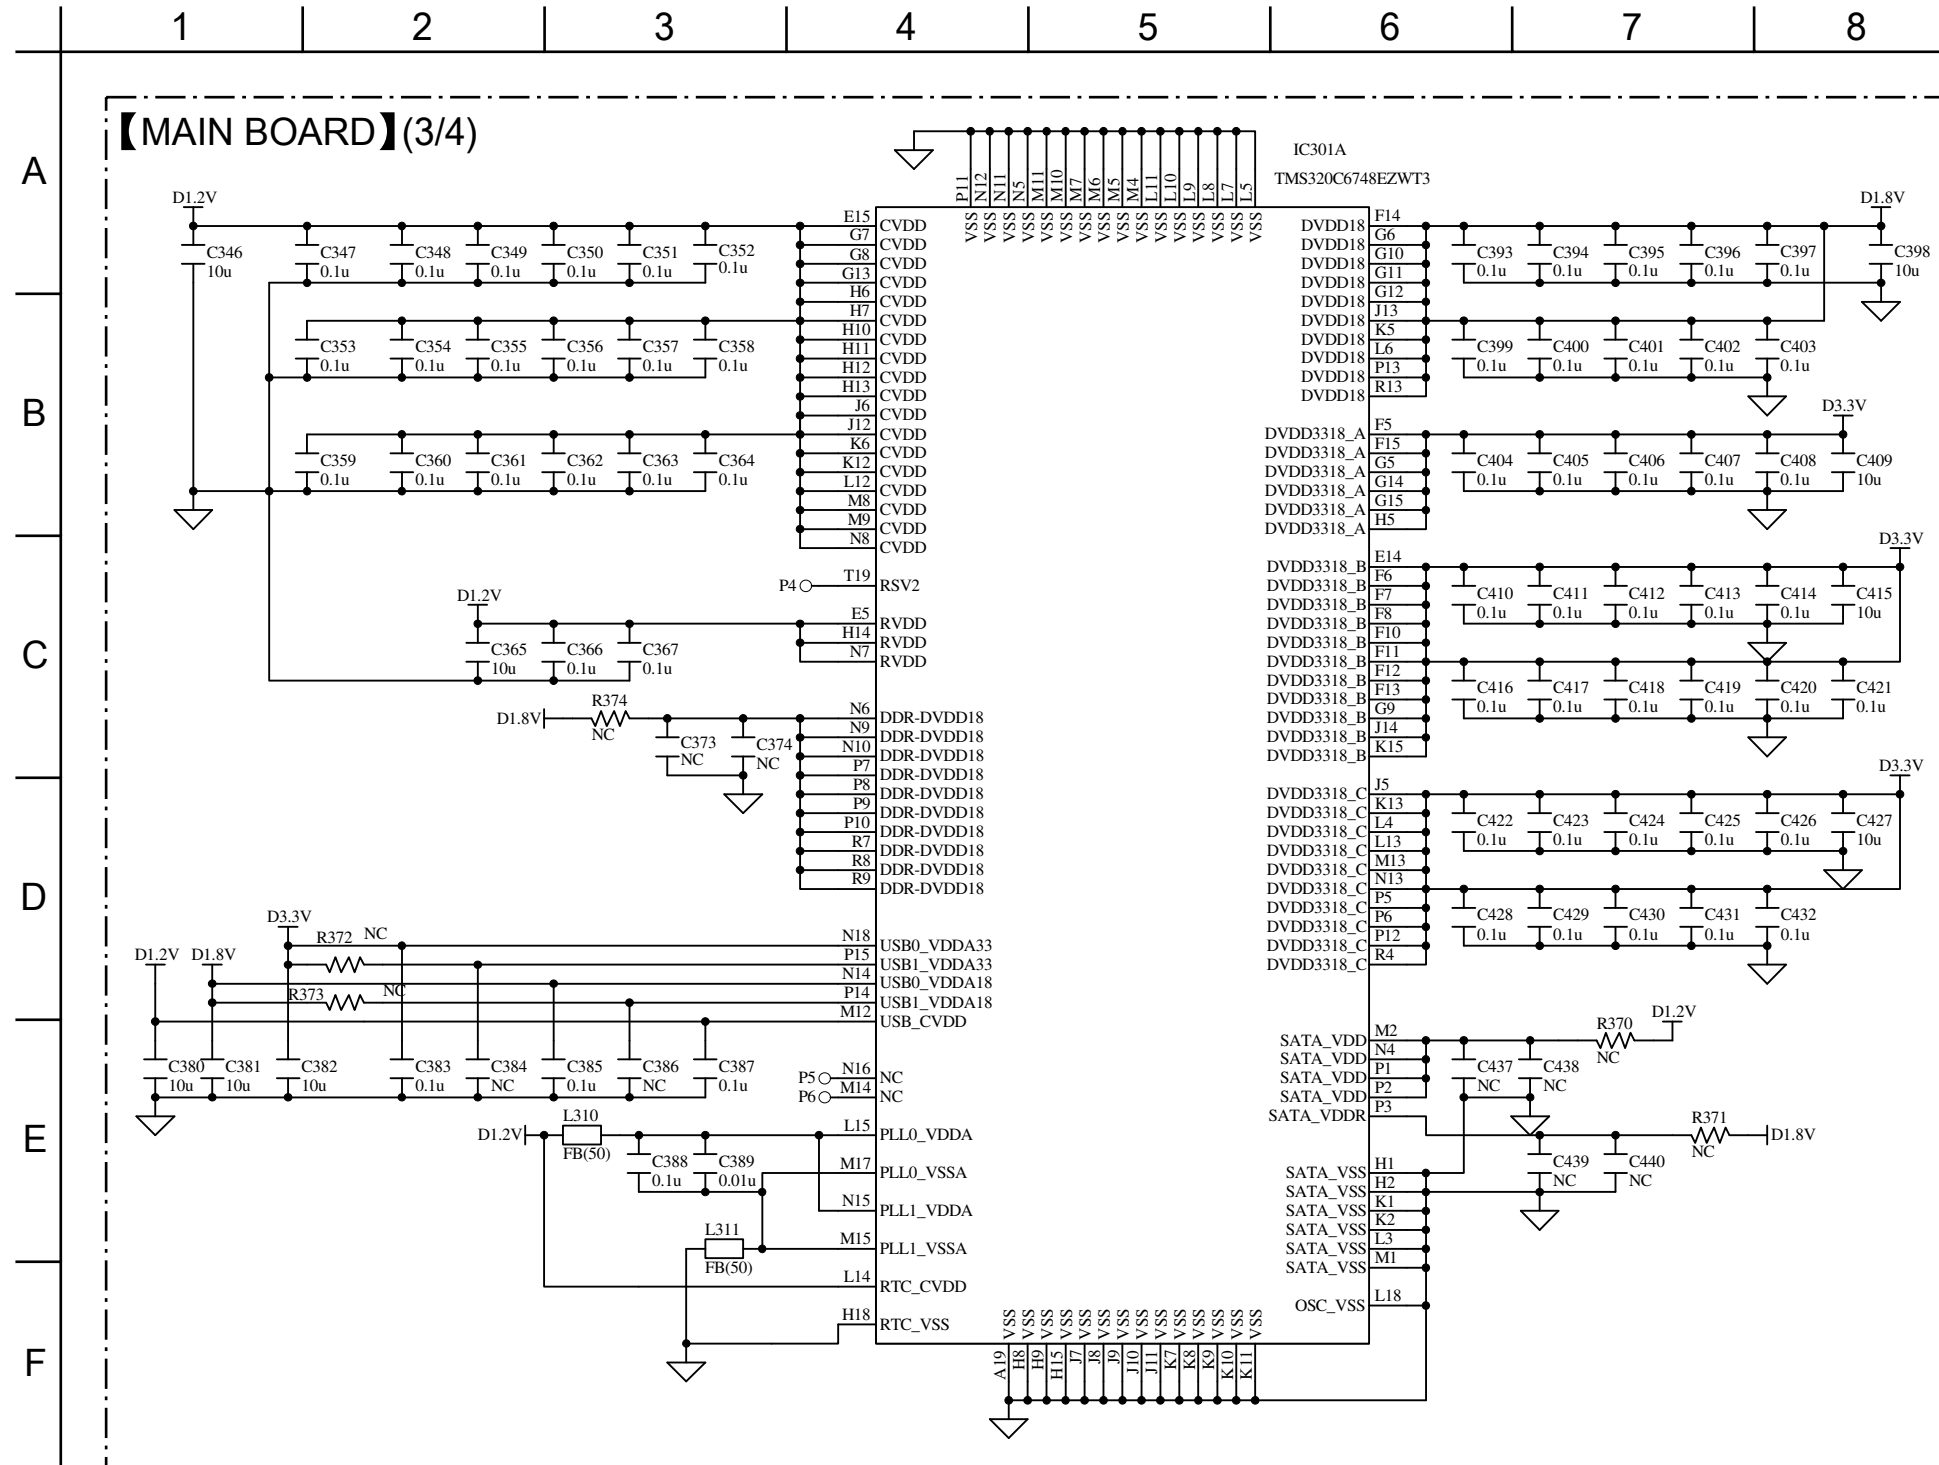 1 2 3 4 5 6 7 8
A
B
C
D
E
F
【MAIN BOARD】(3/4)
IC301A
TMS320C6748EZWT3
P11 N12 N11 N5 M11 M10 M7 M6 M5 M4 L11 L10 L9 L8 L7 L5
VSS VSS VSS VSS VSS VSS VSS VSS VSS VSS VSS VSS VSS VSS VSS VSS
D1.2V
C346 10u
C347 0.1u
C348 0.1u
C349 0.1u
C350 0.1u
C351 0.1u
C352 0.1u
C353 0.1u
C354 0.1u
C355 0.1u
C356 0.1u
C357 0.1u
C358 0.1u
C359 0.1u
C360 0.1u
C361 0.1u
C362 0.1u
C363 0.1u
C364 0.1u
E15 CVDD
G7 CVDD
G8 CVDD
G13 CVDD
H6 CVDD
H7 CVDD
H10 CVDD
H11 CVDD
H12 CVDD
H13 CVDD
J6 CVDD
J12 CVDD
K6 CVDD
K12 CVDD
L12 CVDD
M8 CVDD
M9 CVDD
N8 CVDD
P4 T19 RSV2
D1.2V
C365 10u
C366 0.1u
C367 0.1u
E5 RVDD
H14 RVDD
N7 RVDD
D1.8V
R374 NC
C373 NC
C374 NC
N6 DDR-DVDD18
N9 DDR-DVDD18
N10 DDR-DVDD18
P7 DDR-DVDD18
P8 DDR-DVDD18
P9 DDR-DVDD18
P10 DDR-DVDD18
R7 DDR-DVDD18
R8 DDR-DVDD18
R9 DDR-DVDD18
D3.3V
D1.2V D1.8V
R372 NC
R373 NC
N18 USB0_VDDA33
P15 USB1_VDDA33
N14 USB0_VDDA18
P14 USB1_VDDA18
M12 USB_CVDD
C380 10u
C381 10u
C382 10u
C383 0.1u
C384 NC
C385 0.1u
C386 NC
C387 0.1u
P5 N16 NC
P6 M14 NC
D1.2V
L310 FB(50)
C388 0.1u
C389 0.01u
L15 PLL0_VDDA
M17 PLL0_VSSA
N15 PLL1_VDDA
L311 FB(50)
M15 PLL1_VSSA
L14 RTC_CVDD
H18 RTC_VSS
DVDD18 F14
DVDD18 G6
DVDD18 G10
DVDD18 G11
DVDD18 G12
DVDD18 J13
DVDD18 K5
DVDD18 L6
DVDD18 P13
DVDD18 R13
D1.8V
C393 0.1u
C394 0.1u
C395 0.1u
C396 0.1u
C397 0.1u
C398 10u
C399 0.1u
C400 0.1u
C401 0.1u
C402 0.1u
C403 0.1u
D3.3V
DVDD3318_A F5
DVDD3318_A F15
DVDD3318_A G5
DVDD3318_A G14
DVDD3318_A G15
DVDD3318_A H5
C404 0.1u
C405 0.1u
C406 0.1u
C407 0.1u
C408 0.1u
C409 10u
D3.3V
DVDD3318_B E14
DVDD3318_B F6
DVDD3318_B F7
DVDD3318_B F8
DVDD3318_B F10
DVDD3318_B F11
DVDD3318_B F12
DVDD3318_B F13
DVDD3318_B G9
DVDD3318_B J14
DVDD3318_B K15
C410 0.1u
C411 0.1u
C412 0.1u
C413 0.1u
C414 0.1u
C415 10u
C416 0.1u
C417 0.1u
C418 0.1u
C419 0.1u
C420 0.1u
C421 0.1u
D3.3V
DVDD3318_C J5
DVDD3318_C K13
DVDD3318_C L4
DVDD3318_C L13
DVDD3318_C M13
DVDD3318_C N13
DVDD3318_C P5
DVDD3318_C P6
DVDD3318_C P12
DVDD3318_C R4
C422 0.1u
C423 0.1u
C424 0.1u
C425 0.1u
C426 0.1u
C427 10u
C428 0.1u
C429 0.1u
C430 0.1u
C431 0.1u
C432 0.1u
D1.2V
R370 NC
SATA_VDD M2
SATA_VDD N4
SATA_VDD P1
SATA_VDD P2
SATA_VDDR P3
C437 NC
C438 NC
R371 NC
D1.8V
C439 NC
C440 NC
SATA_VSS H1
SATA_VSS H2
SATA_VSS K1
SATA_VSS K2
SATA_VSS L3
SATA_VSS M1
OSC_VSS L18
VSS VSS VSS VSS VSS VSS VSS VSS VSS VSS VSS VSS VSS VSS
A19 H8 H9 H15 J7 J8 J9 J10 J11 K7 K8 K9 K10 K11